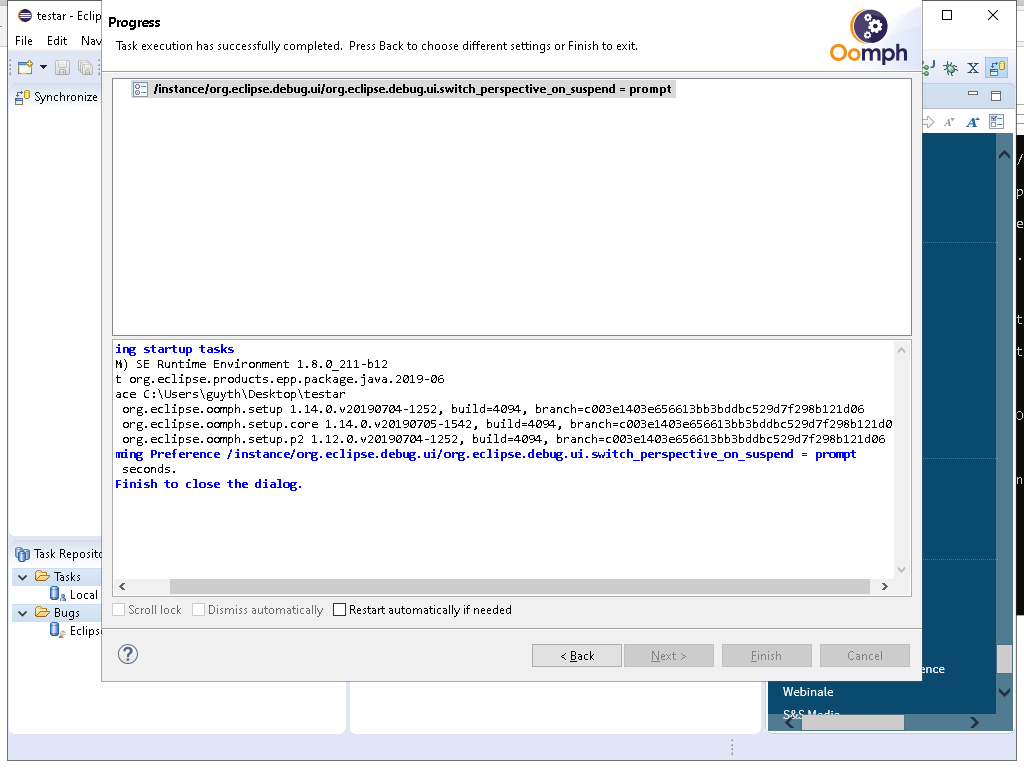 testar - Eclip
Progress
Task execution has successfully completed. Press Back to choose different settings or Finish to exit.
Oomph
File Edit Nav
Synchronize
/instance/org.eclipse.debug.ui/org.eclipse.debug.ui.switch_perspective_on_suspend = prompt
ing startup tasks
M) SE Runtime Environment 1.8.0_211-b12
t org.eclipse.products.epp.package.java.2019-06
ace C:\Users\guyth\Desktop\testar
org.eclipse.oomph.setup 1.14.0.v20190704-1252, build=4094, branch=c003e1403e656613bb3bddbc529d7f298b121d06
org.eclipse.oomph.setup.core 1.14.0.v20190705-1542, build=4094, branch=c003e1403e656613bb3bddbc529d7f298b121d0
org.eclipse.oomph.setup.p2 1.12.0.v20190704-1252, build=4094, branch=c003e1403e656613bb3bddbc529d7f298b121d06
ming Preference /instance/org.eclipse.debug.ui/org.eclipse.debug.ui.switch_perspective_on_suspend = prompt
seconds.
Finish to close the dialog.
Task Reposito
Tasks
Local
Bugs
Eclips
Scroll lock Dismiss automatically Restart automatically if needed
< Back Next > Finish Cancel
ence
Webinale
S&S Media